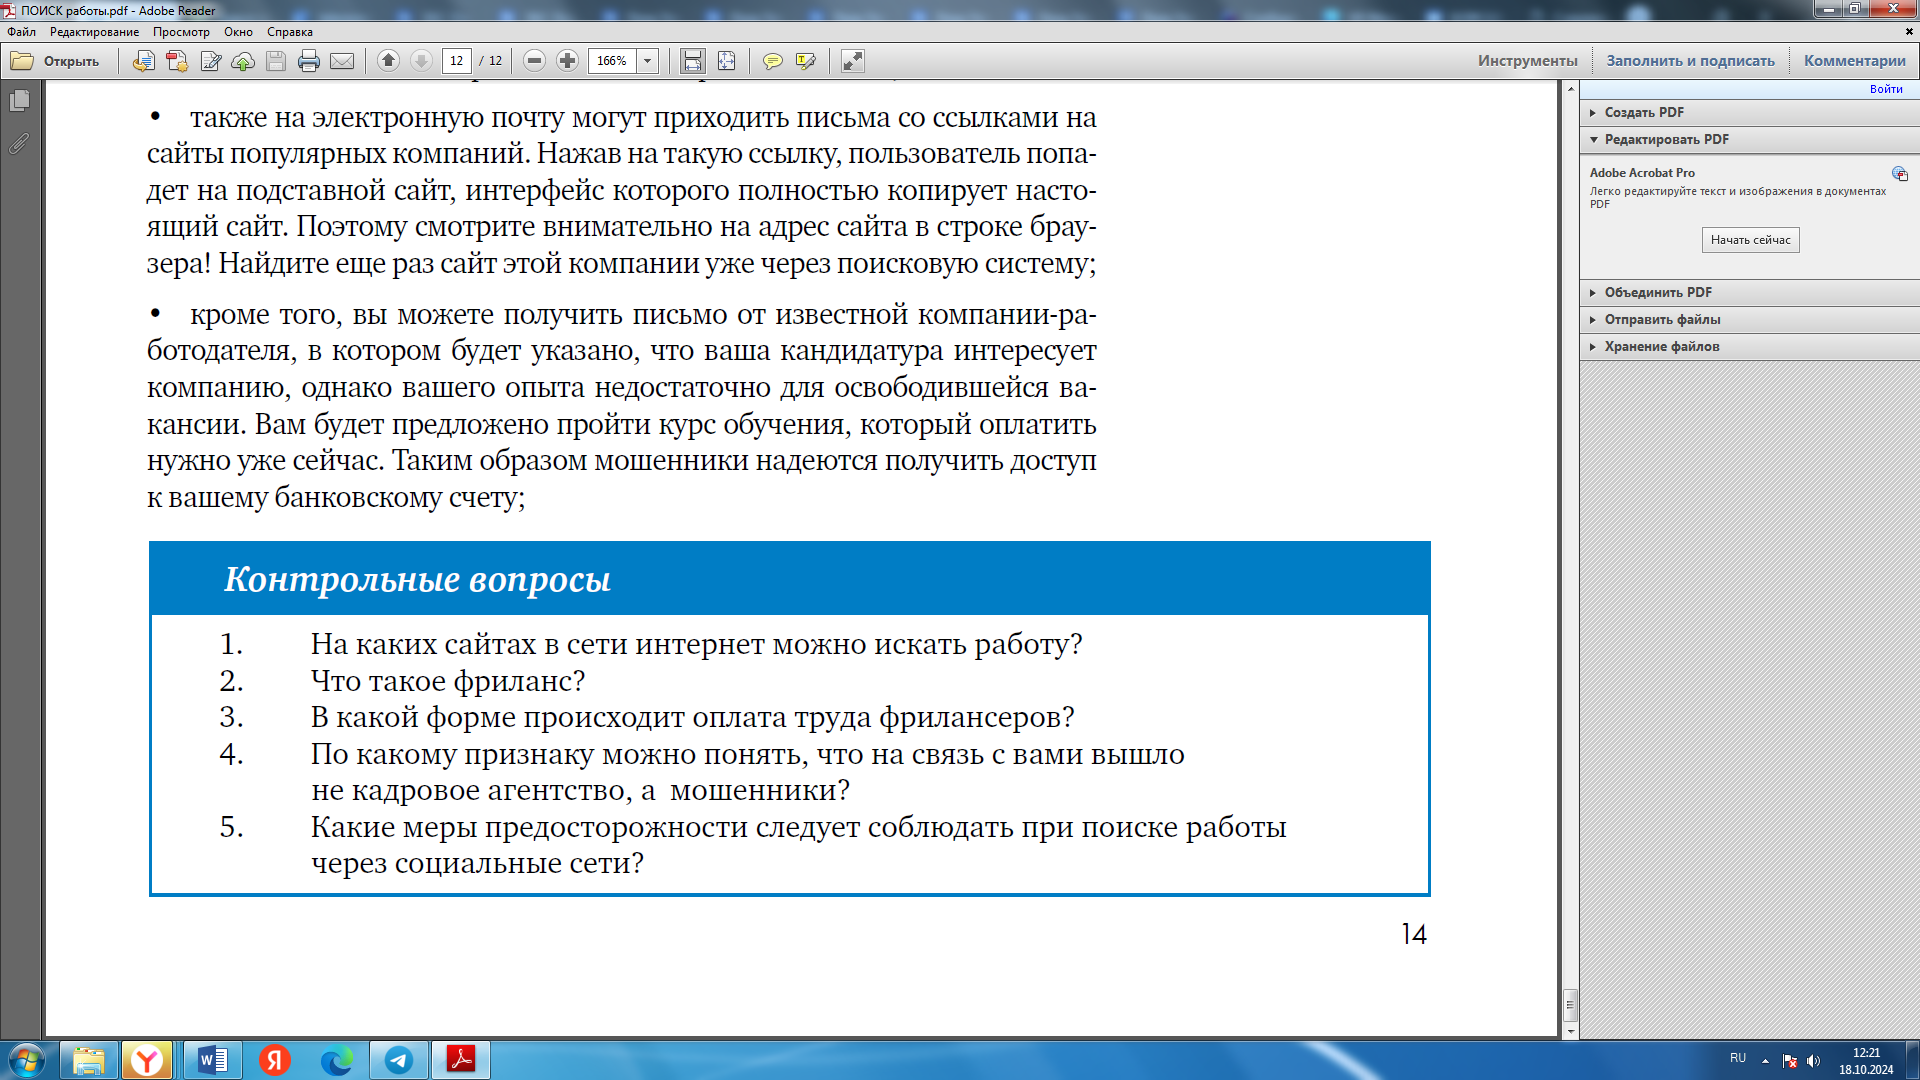 ПОИСК работы.pdf - Adobe Reader
Файл Редактирование Просмотр Окно Справка
Открыть 12 / 12 166% Инструменты Заполнить и подписать Комментарии
• также на электронную почту могут приходить письма со ссылками на
сайты популярных компаний. Нажав на такую ссылку, пользователь попа-
дет на подставной сайт, интерфейс которого полностью копирует насто-
ящий сайт. Поэтому смотрите внимательно на адрес сайта в строке брау-
зера! Найдите еще раз сайт этой компании уже через поисковую систему;
• кроме того, вы можете получить письмо от известной компании-ра-
ботодателя, в котором будет указано, что ваша кандидатура интересует
компанию, однако вашего опыта недостаточно для освободившейся ва-
кансии. Вам будет предложено пройти курс обучения, который оплатить
нужно уже сейчас. Таким образом мошенники надеются получить доступ
к вашему банковскому счету;
Контрольные вопросы
1. На каких сайтах в сети интернет можно искать работу?
2. Что такое фриланс?
3. В какой форме происходит оплата труда фрилансеров?
4. По какому признаку можно понять, что на связь с вами вышло
не кадровое агентство, а мошенники?
5. Какие меры предосторожности следует соблюдать при поиске работы
через социальные сети?
14
Войти
Создать PDF
Редактировать PDF
Adobe Acrobat Pro
Легко редактируйте текст и изображения в документах
PDF
Начать сейчас
Объединить PDF
Отправить файлы
Хранение файлов
RU
12:21
18.10.2024